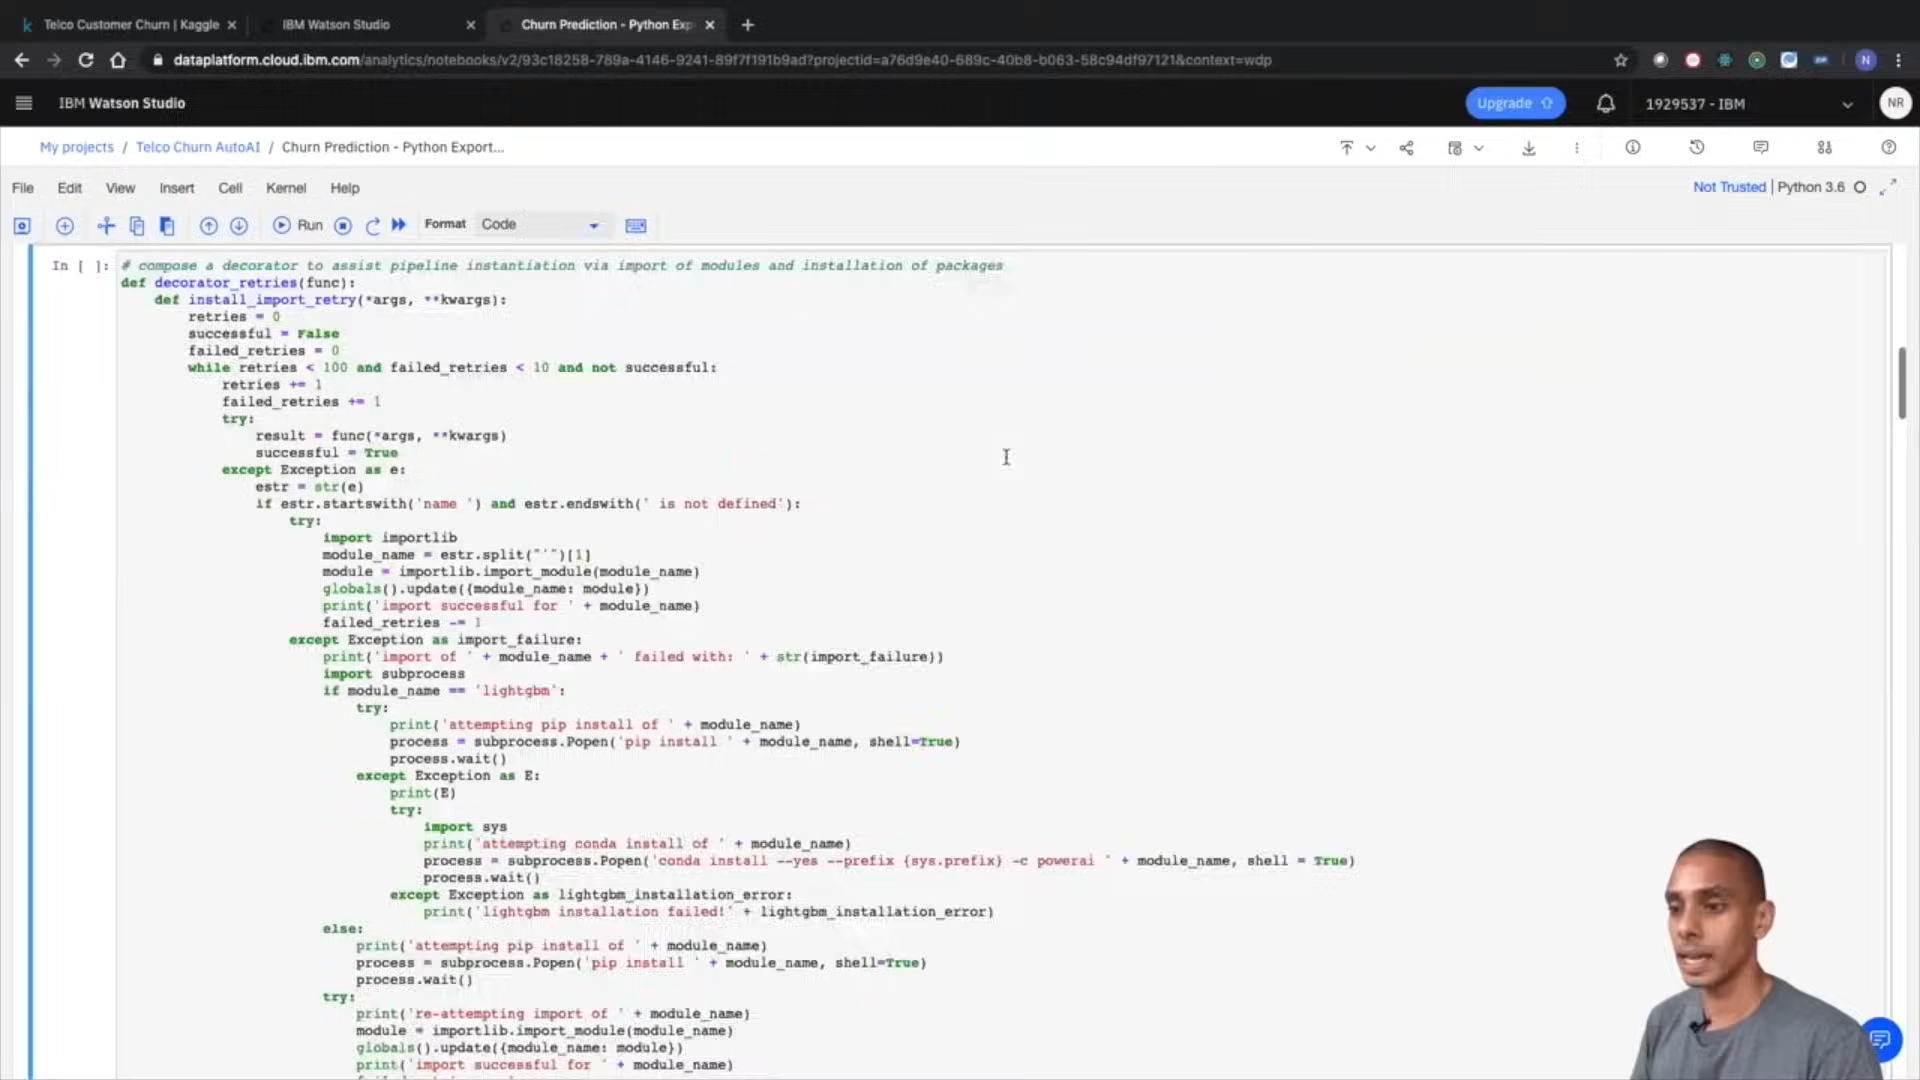 Telco Customer Churn | Kaggle
IBM Watson Studio
Churn Prediction - Python Exp
dataplatform.cloud.ibm.com/analytics/notebooks/v2/93c18258-789a-4146-9241-89f7f191b9ad?projectid=a76d9e40-689c-40b8-b063-58c94df97121&context=wdp
N
IBM Watson Studio
Upgrade
1929537 - IBM
NR
My projects / Telco Churn AutoAI / Churn Prediction - Python Export...
File Edit View Insert Cell Kernel Help
Not Trusted | Python 3.6
Run
Format
Code
In [ ]:
# compose a decorator to assist pipeline instantiation via import of modules and installation of packages
def decorator_retries(func):
    def install_import_retry(*args, **kwargs):
        retries = 0
        successful = False
        failed_retries = 0
        while retries < 100 and failed_retries < 10 and not successful:
            retries += 1
            failed_retries += 1
            try:
                result = func(*args, **kwargs)
                successful = True
            except Exception as e:
                estr = str(e)
                if estr.startswith('name ') and estr.endswith(' is not defined'):
                    try:
                        import importlib
                        module_name = estr.split("'")[1]
                        module = importlib.import_module(module_name)
                        globals().update({module_name: module})
                        print('import successful for ' + module_name)
                        failed_retries -= 1
                    except Exception as import_failure:
                        print('import of ' + module_name + ' failed with: ' + str(import_failure))
                        import subprocess
                        if module_name == 'lightgbm':
                            try:
                                print('attempting pip install of ' + module_name)
                                process = subprocess.Popen('pip install ' + module_name, shell=True)
                                process.wait()
                            except Exception as E:
                                print(E)
                                try:
                                    import sys
                                    print('attempting conda install of ' + module_name)
                                    process = subprocess.Popen('conda install --yes --prefix {sys.prefix} -c powerai ' + module_name, shell = True)
                                    process.wait()
                                except Exception as lightgbm_installation_error:
                                    print('lightgbm installation failed!' + lightgbm_installation_error)
                        else:
                            print('attempting pip install of ' + module_name)
                            process = subprocess.Popen('pip install ' + module_name, shell=True)
                            process.wait()
                        try:
                            print('re-attempting import of ' + module_name)
                            module = importlib.import_module(module_name)
                            globals().update({module_name: module})
                            print('import successful for ' + module_name)